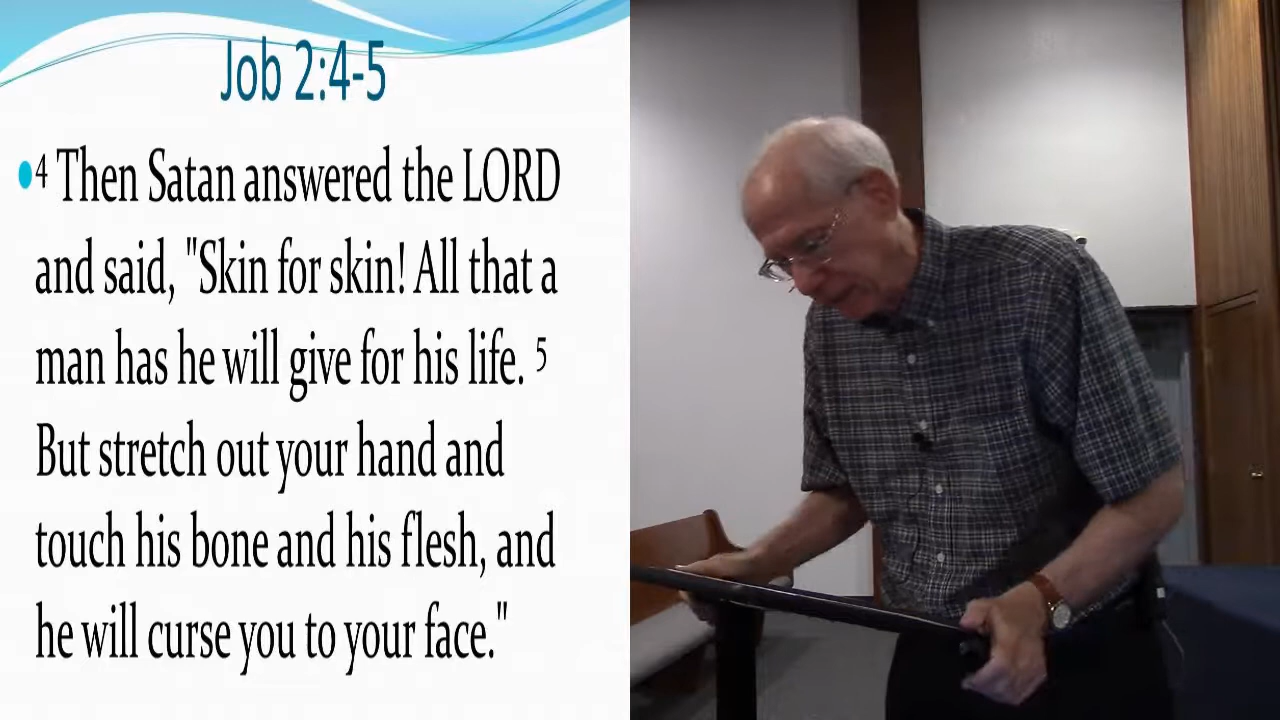 Job 2:4-5
4 Then Satan answered the LORD
and said, "Skin for skin! All that a
man has he will give for his life. 5
But stretch out your hand and
touch his bone and his flesh, and
he will curse you to your face."